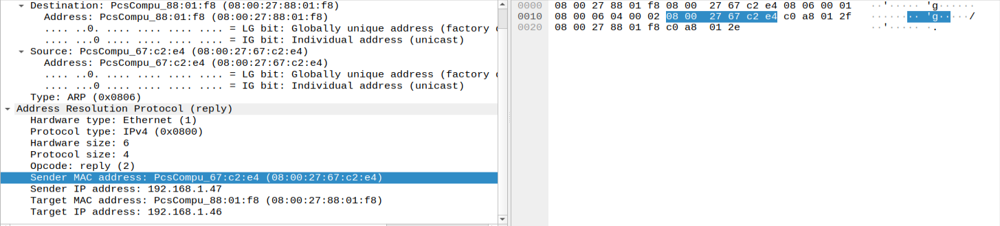 Destination: PcsCompu_88:01:f8 (08:00:27:88:01:f8)
Address: PcsCompu_88:01:f8 (08:00:27:88:01:f8)
.... ..0. .... .... .... .... = LG bit: Globally unique address (factory
.... ...0 .... .... .... .... = IG bit: Individual address (unicast)
Source: PcsCompu_67:c2:e4 (08:00:27:67:c2:e4)
Address: PcsCompu_67:c2:e4 (08:00:27:67:c2:e4)
.... ..0. .... .... .... .... = LG bit: Globally unique address (factory
.... ...0 .... .... .... .... = IG bit: Individual address (unicast)
Type: ARP (0x0806)
Address Resolution Protocol (reply)
Hardware type: Ethernet (1)
Protocol type: IPv4 (0x0800)
Hardware size: 6
Protocol size: 4
Opcode: reply (2)
Sender MAC address: PcsCompu_67:c2:e4 (08:00:27:67:c2:e4)
Sender IP address: 192.168.1.47
Target MAC address: PcsCompu_88:01:f8 (08:00:27:88:01:f8)
Target IP address: 192.168.1.46
0000 08 00 27 88 01 f8 08 00 27 67 c2 e4 08 06 00 01 ··'····· 'g······
0010 08 00 06 04 00 02 08 00 27 67 c2 e4 c0 a8 01 2f ········ 'g·····/
0020 08 00 27 88 01 f8 c0 a8 01 2e ··'····· ·.